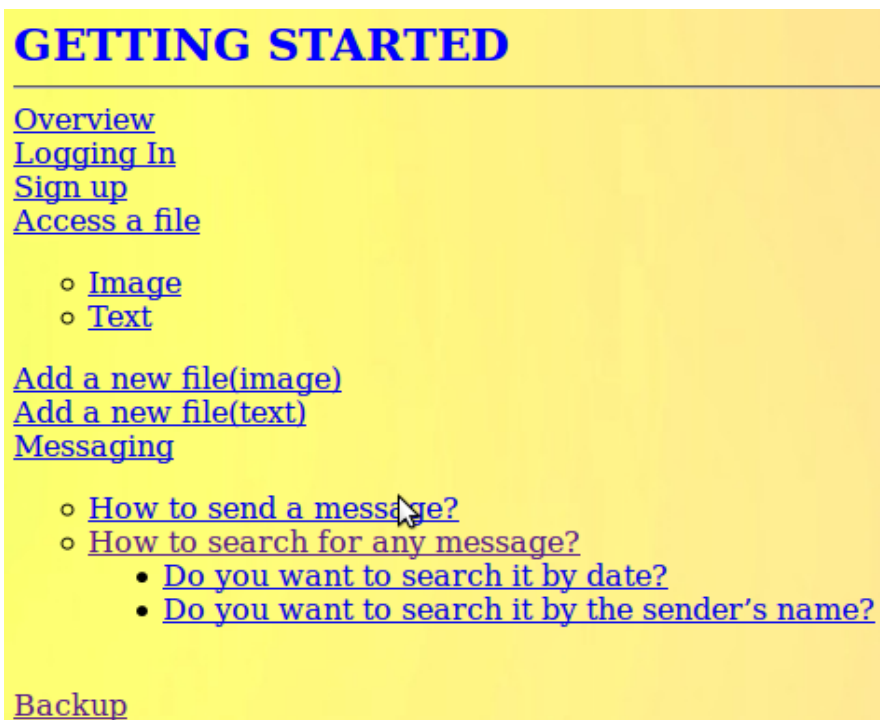 GETTING STARTED
Overview
Logging In
Sign up
Access a file
Image
Text
Add a new file(image)
Add a new file(text)
Messaging
How to send a message?
How to search for any message?
Do you want to search it by date?
Do you want to search it by the sender’s name?
Backup